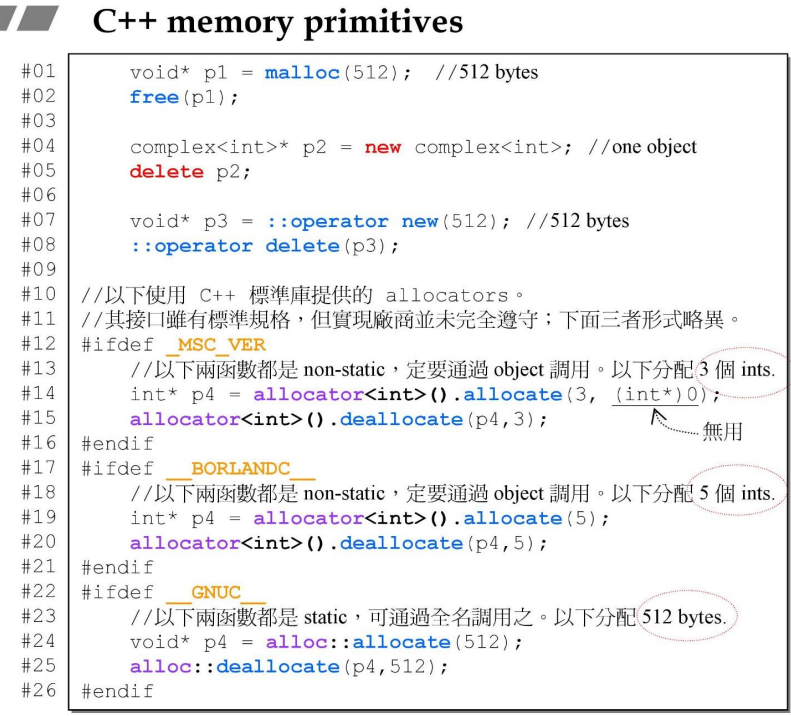 C++ memory primitives
#01 void* p1 = malloc(512); //512 bytes
#02 free(p1);
#03
#04 complex<int>* p2 = new complex<int>; //one object
#05 delete p2;
#06
#07 void* p3 = ::operator new(512); //512 bytes
#08 ::operator delete(p3);
#09
#10 //以下使用 C++ 標準庫提供的 allocators。
#11 //其接口雖有標準規格，但實現廠商並未完全遵守；下面三者形式略異。
#12 #ifdef _MSC_VER
#13 //以下兩函數都是 non-static，定要通過 object 調用。以下分配 3 個 ints.
#14 int* p4 = allocator<int>().allocate(3, (int*)0);
#15 allocator<int>().deallocate(p4,3);
無用
#16 #endif
#17 #ifdef __BORLANDC__
#18 //以下兩函數都是 non-static，定要通過 object 調用。以下分配 5 個 ints.
#19 int* p4 = allocator<int>().allocate(5);
#20 allocator<int>().deallocate(p4,5);
#21 #endif
#22 #ifdef __GNUC__
#23 //以下兩函數都是 static，可通過全名調用之。以下分配 512 bytes.
#24 void* p4 = alloc::allocate(512);
#25 alloc::deallocate(p4,512);
#26 #endif